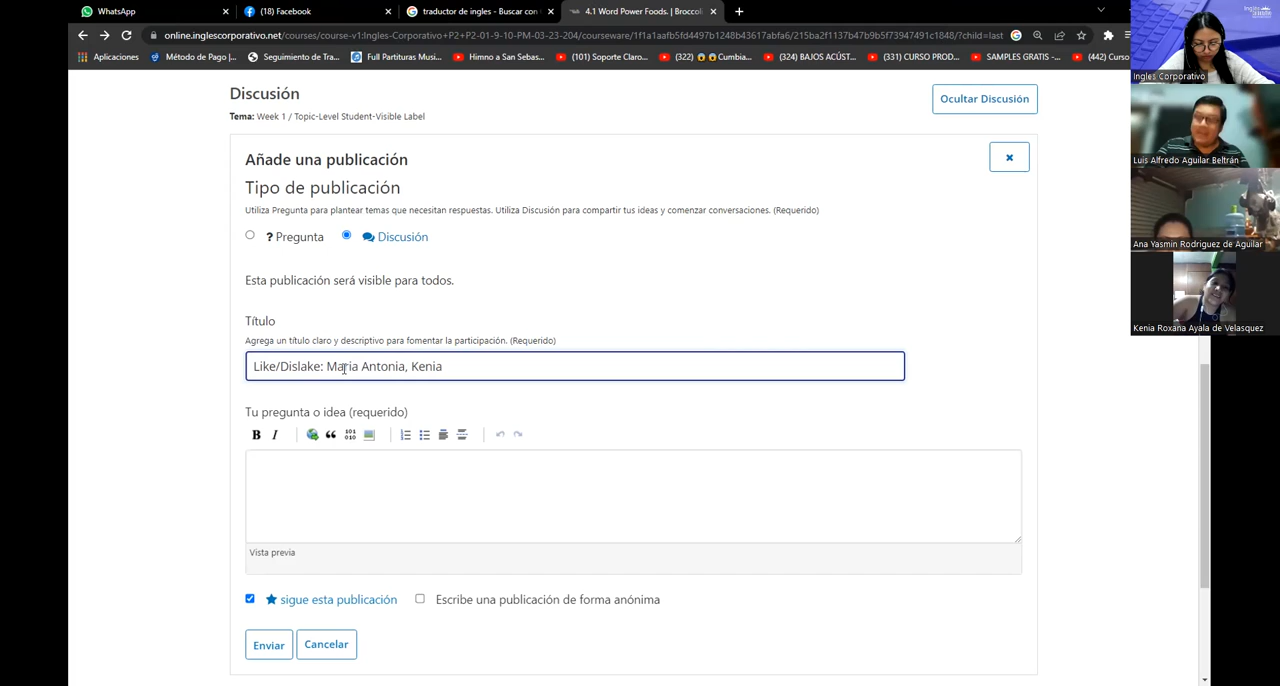 WhatsApp
(18) Facebook
traductor de ingles - Buscar con
4.1 Word Power Foods. | Broccoli
online.inglescorporativo.net/courses/course-v1:Ingles-Corporativo+P2+P2-01-9-10-PM-03-23-204/courseware/1f1a1aafb5fd4497b1248b43617abfa6/215ba2f1137b47b9b5f73947491c1848/?child=last
Aplicaciones
Método de Pago |...
Seguimiento de Tra...
Full Partituras Musi...
Himno a San Sebas...
(101) Soporte Claro...
(322) 😱😱Cumbia...
(324) BAJOS ACÚST...
(331) CURSO PROD...
SAMPLES GRATIS -...
(442) Curso
Discusión
Ocultar Discusión
Tema: Week 1 / Topic-Level Student-Visible Label
Añade una publicación
Tipo de publicación
Utiliza Pregunta para plantear temas que necesitan respuestas. Utiliza Discusión para compartir tus ideas y comenzar conversaciones. (Requerido)
? Pregunta
Discusión
Esta publicación será visible para todos.
Título
Agrega un título claro y descriptivo para fomentar la participación. (Requerido)
Like/Dislake: Maria Antonia, Kenia
Tu pregunta o idea (requerido)
B I
101
010
Vista previa
sigue esta publicación
Escribe una publicación de forma anónima
Enviar
Cancelar
Ingles Corporativo
Luis Alfredo Aguilar Beltrán
Ana Yasmin Rodriguez de Aguilar
Kenia Roxana Ayala de Velasquez